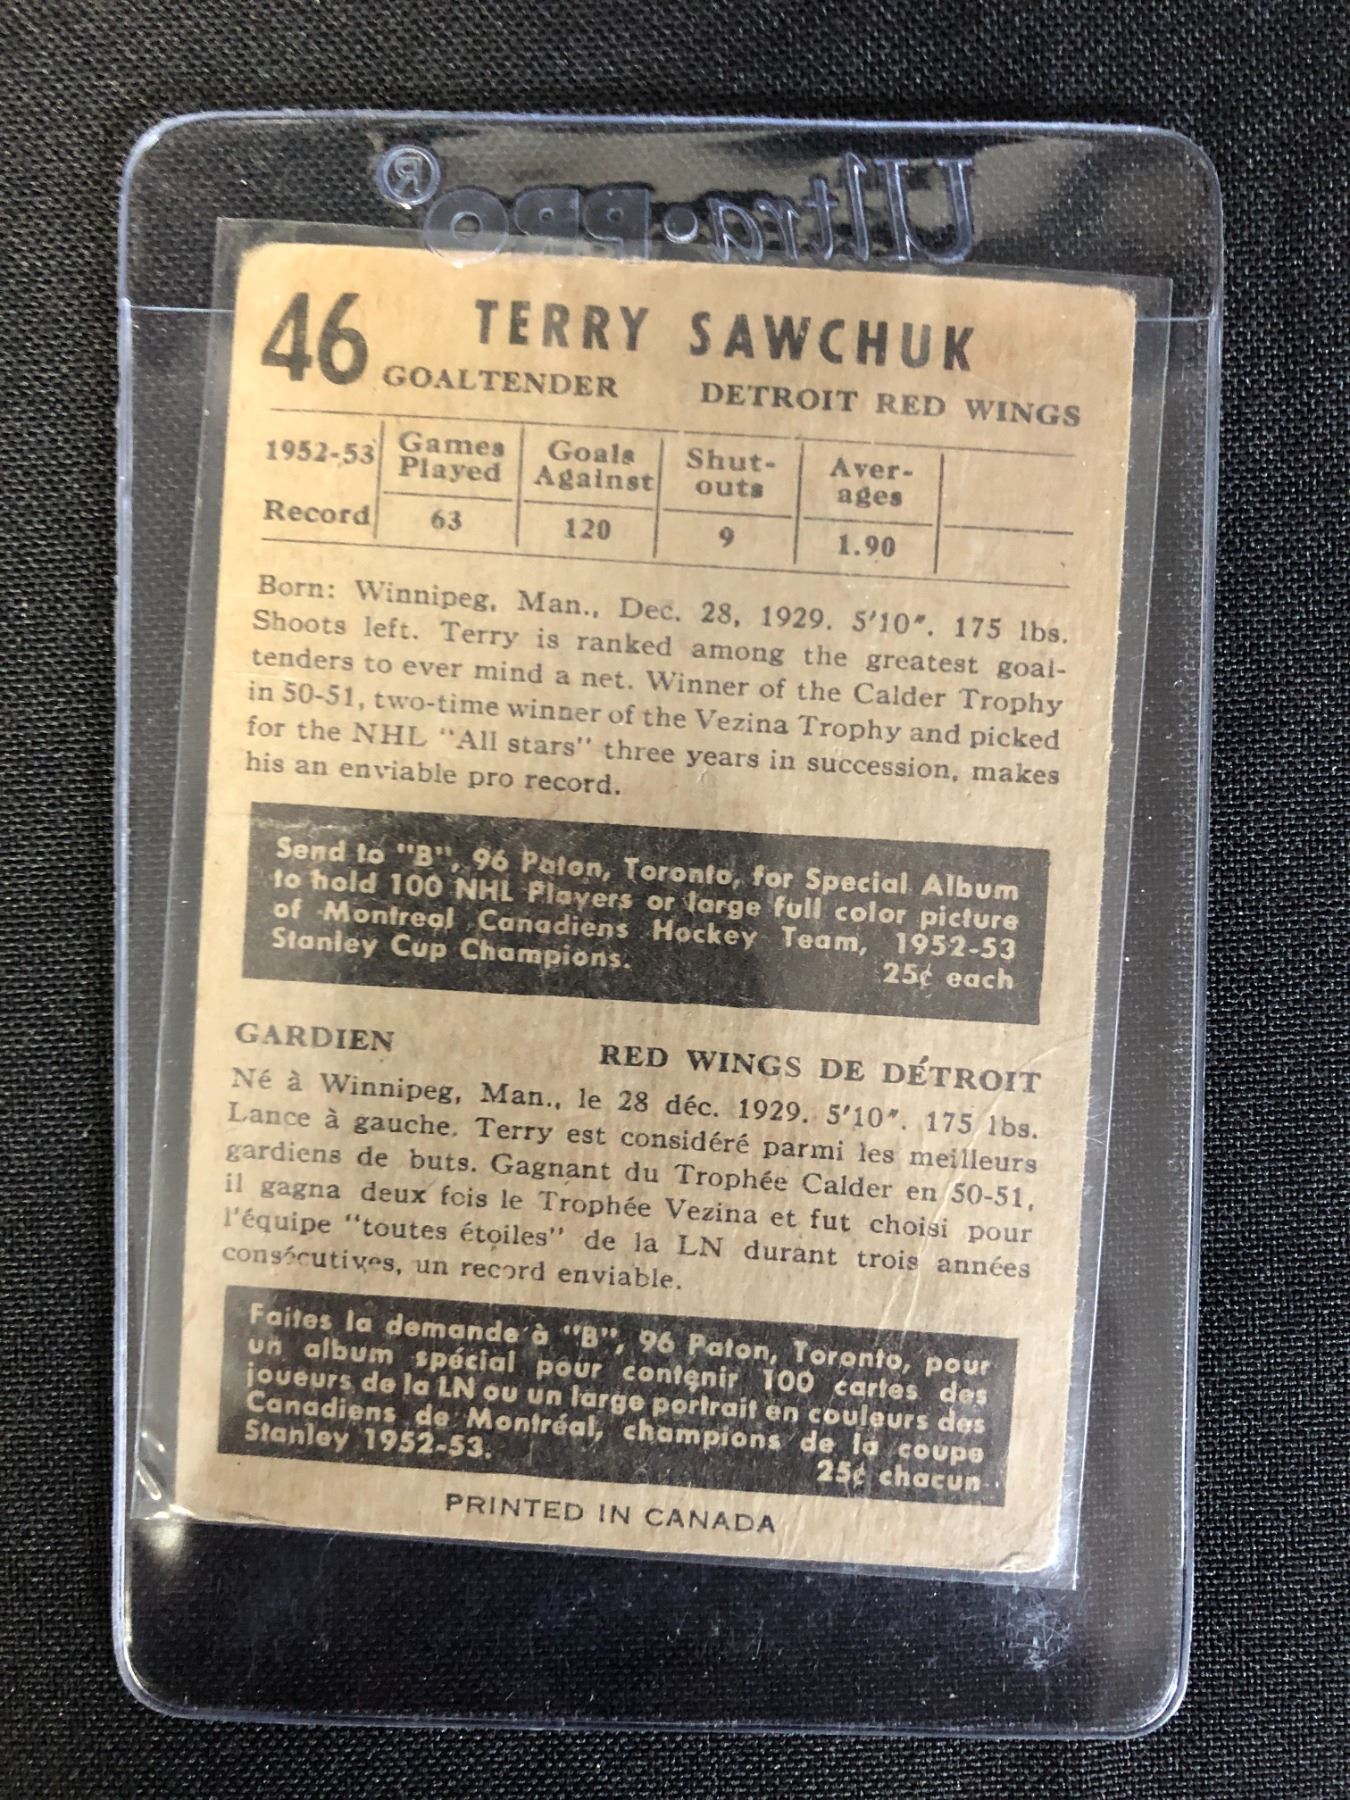 Ultra·PRO®
46 TERRY SAWCHUK
GOALTENDER DETROIT RED WINGS
1952-53 Games Played Goals Against Shut-outs Aver-ages
Record 63 120 9 1.90
Born: Winnipeg, Man., Dec. 28, 1929. 5'10". 175 lbs.
Shoots left. Terry is ranked among the greatest goal-
tenders to ever mind a net. Winner of the Calder Trophy
in 50-51, two-time winner of the Vezina Trophy and picked
for the NHL "All stars" three years in succession, makes
his an enviable pro record.
Send to "B", 96 Paton, Toronto, for Special Album
to hold 100 NHL Players or large full color picture
of Montreal Canadiens Hockey Team, 1952-53
Stanley Cup Champions. 25¢ each
GARDIEN RED WINGS DE DÉTROIT
Né à Winnipeg, Man., le 28 déc. 1929. 5'10". 175 lbs.
Lance à gauche. Terry est considéré parmi les meilleurs
gardiens de buts. Gagnant du Trophée Calder en 50-51,
il gagna deux fois le Trophée Vezina et fut choisi pour
l'équipe "toutes étoiles" de la LN durant trois années
consécutives, un record enviable.
Faites la demande à "B", 96 Paton, Toronto, pour
un album spécial pour contenir 100 cartes des
joueurs de la LN ou un large portrait en couleurs des
Canadiens de Montréal, champions de la coupe
Stanley 1952-53. 25¢ chacun
PRINTED IN CANADA